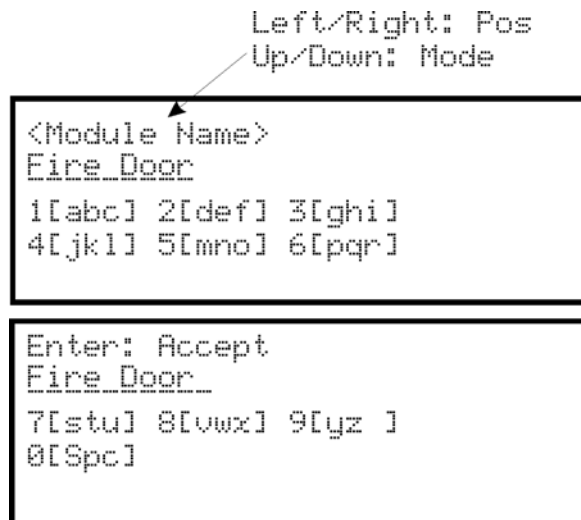 Left/Right: Pos
Up/Down: Mode
<Module Name>
Fire_Door
1[abc] 2[def] 3[ghi]
4[jkl] 5[mno] 6[pqr]
Enter: Accept
Fire_Door_
7[stu] 8[vwx] 9[yz ]
0[Spc]